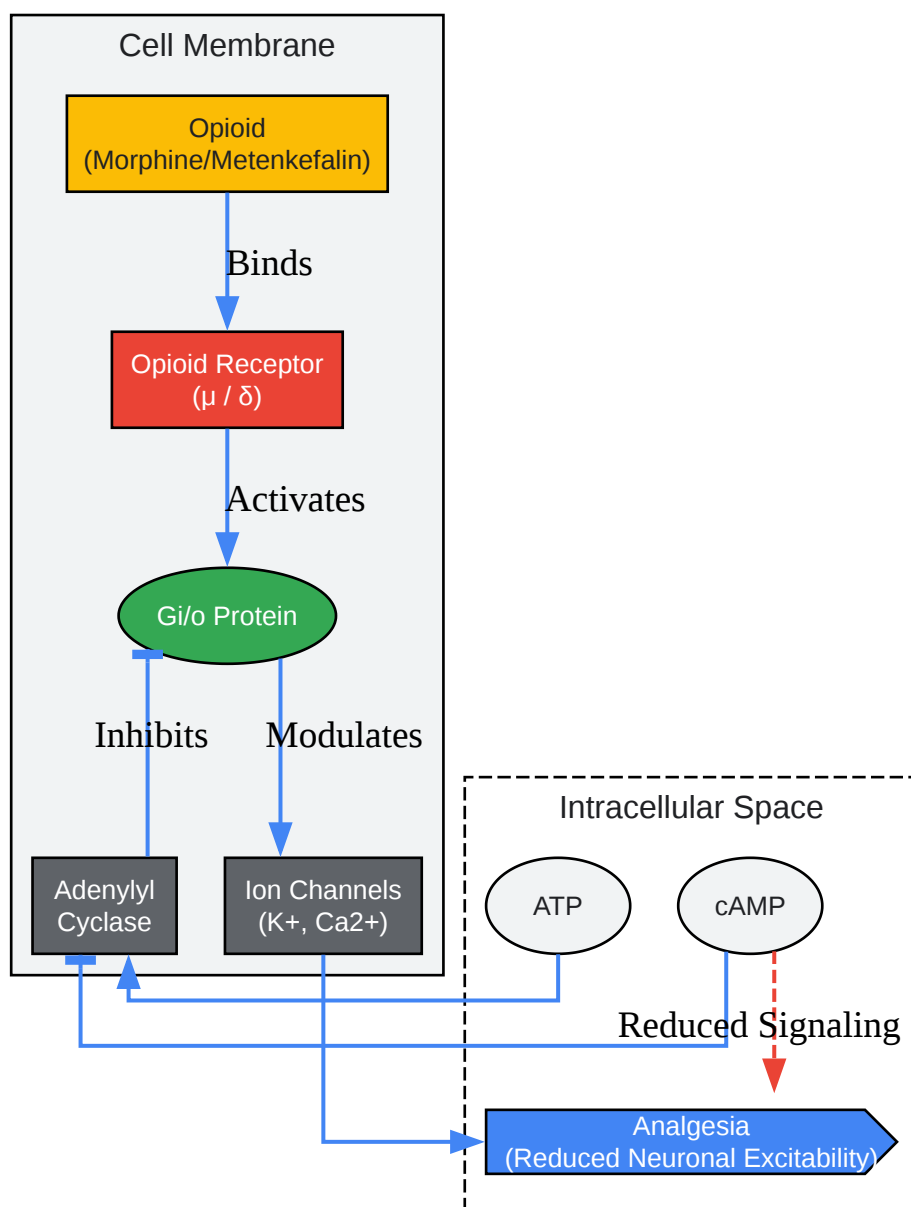 Cell Membrane
Opioid
(Morphine/Metenkefalin)
Binds
Opioid Receptor
(μ / δ)
Activates
Gi/o Protein
Inhibits
Modulates
Adenylyl
Cyclase
Ion Channels
(K+, Ca2+)
Intracellular Space
ATP
cAMP
Reduced Signaling
Analgesia
(Reduced Neuronal Excitability)